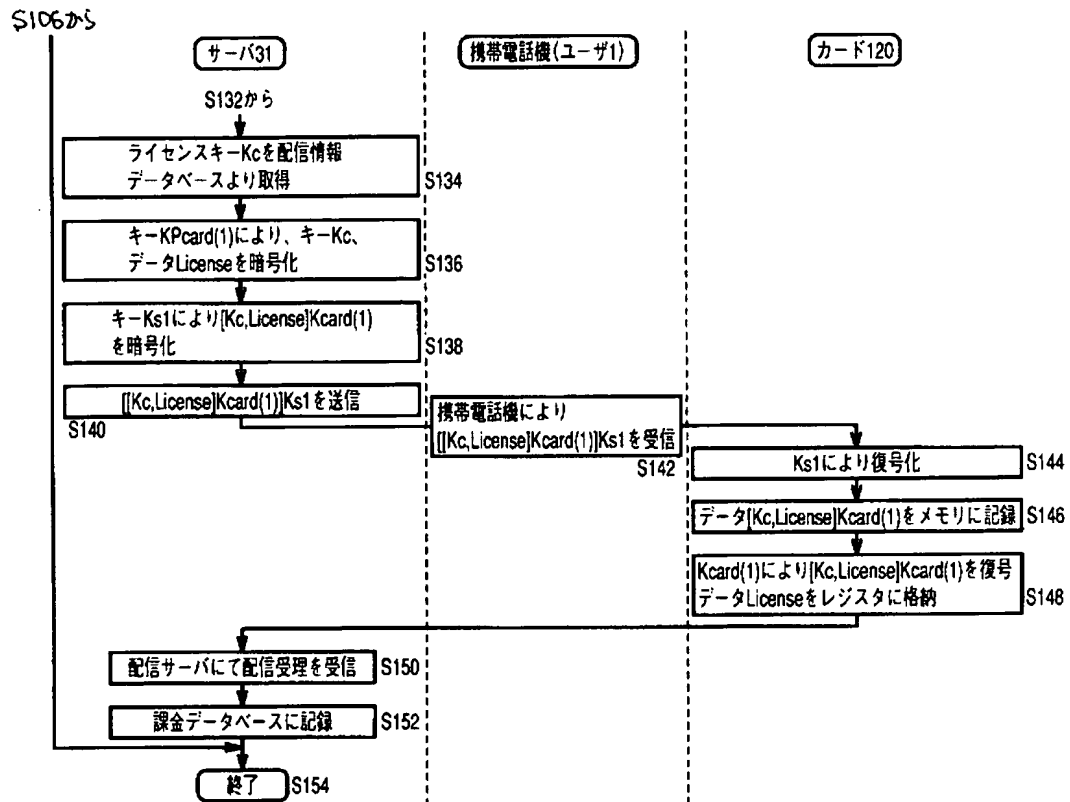 S106から
サーバ31
携帯電話機(ユーザ1)
カード120
S132から
ライセンスキーKcを配信情報
データベースより取得
S134
キーKPcard(1)により、キーKc、
データLicenseを暗号化
S136
キーKs1により[Kc,License]Kcard(1)
を暗号化
S138
[[Kc,License]Kcard(1)]Ks1を送信
S140
携帯電話機により
[[Kc,License]Kcard(1)]Ks1を受信
S142
Ks1により復号化
S144
データ[Kc,License]Kcard(1)をメモリに記録
S146
Kcard(1)により[Kc,License]Kcard(1)を復号
データLicenseをレジスタに格納
S148
配信サーバにて配信受理を受信
S150
課金データベースに記録
S152
終了
S154